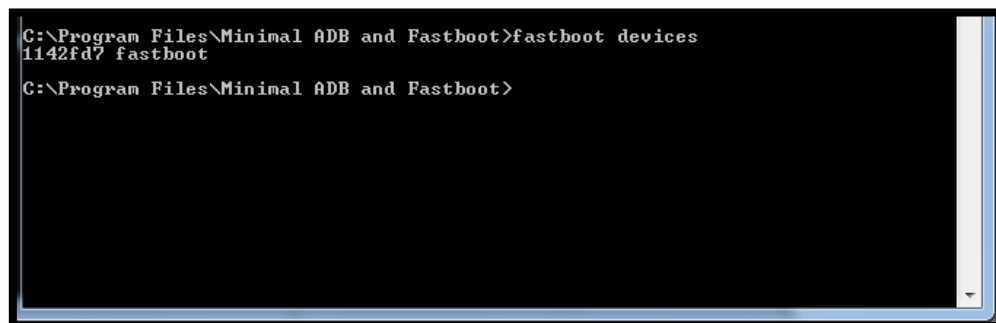 C:\Program Files\Minimal ADB and Fastboot>fastboot devices
1142fd7 fastboot
C:\Program Files\Minimal ADB and Fastboot>